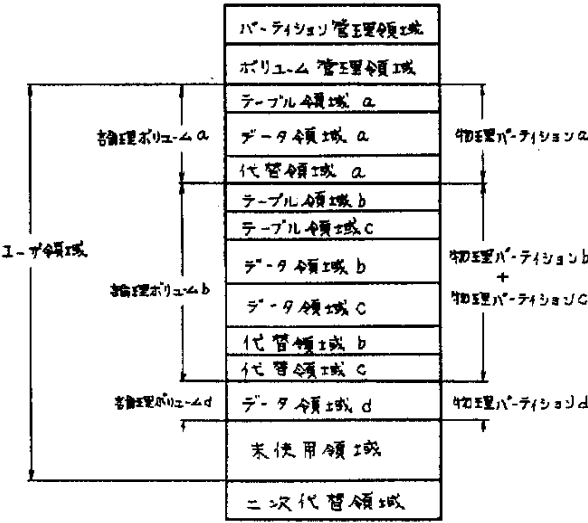 パーティション管理領域
ボリューム管理領域
テーブル領域 a
データ領域 a
代替領域 a
テーブル領域 b
テーブル領域 c
データ領域 b
データ領域 c
代替領域 b
代替領域 c
データ領域 d
未使用領域
二次代替領域
ユーザ領域
論理ボリューム a
論理ボリューム b
論理ボリューム d
物理パーティション a
物理パーティション b
+
物理パーティション c
物理パーティション d